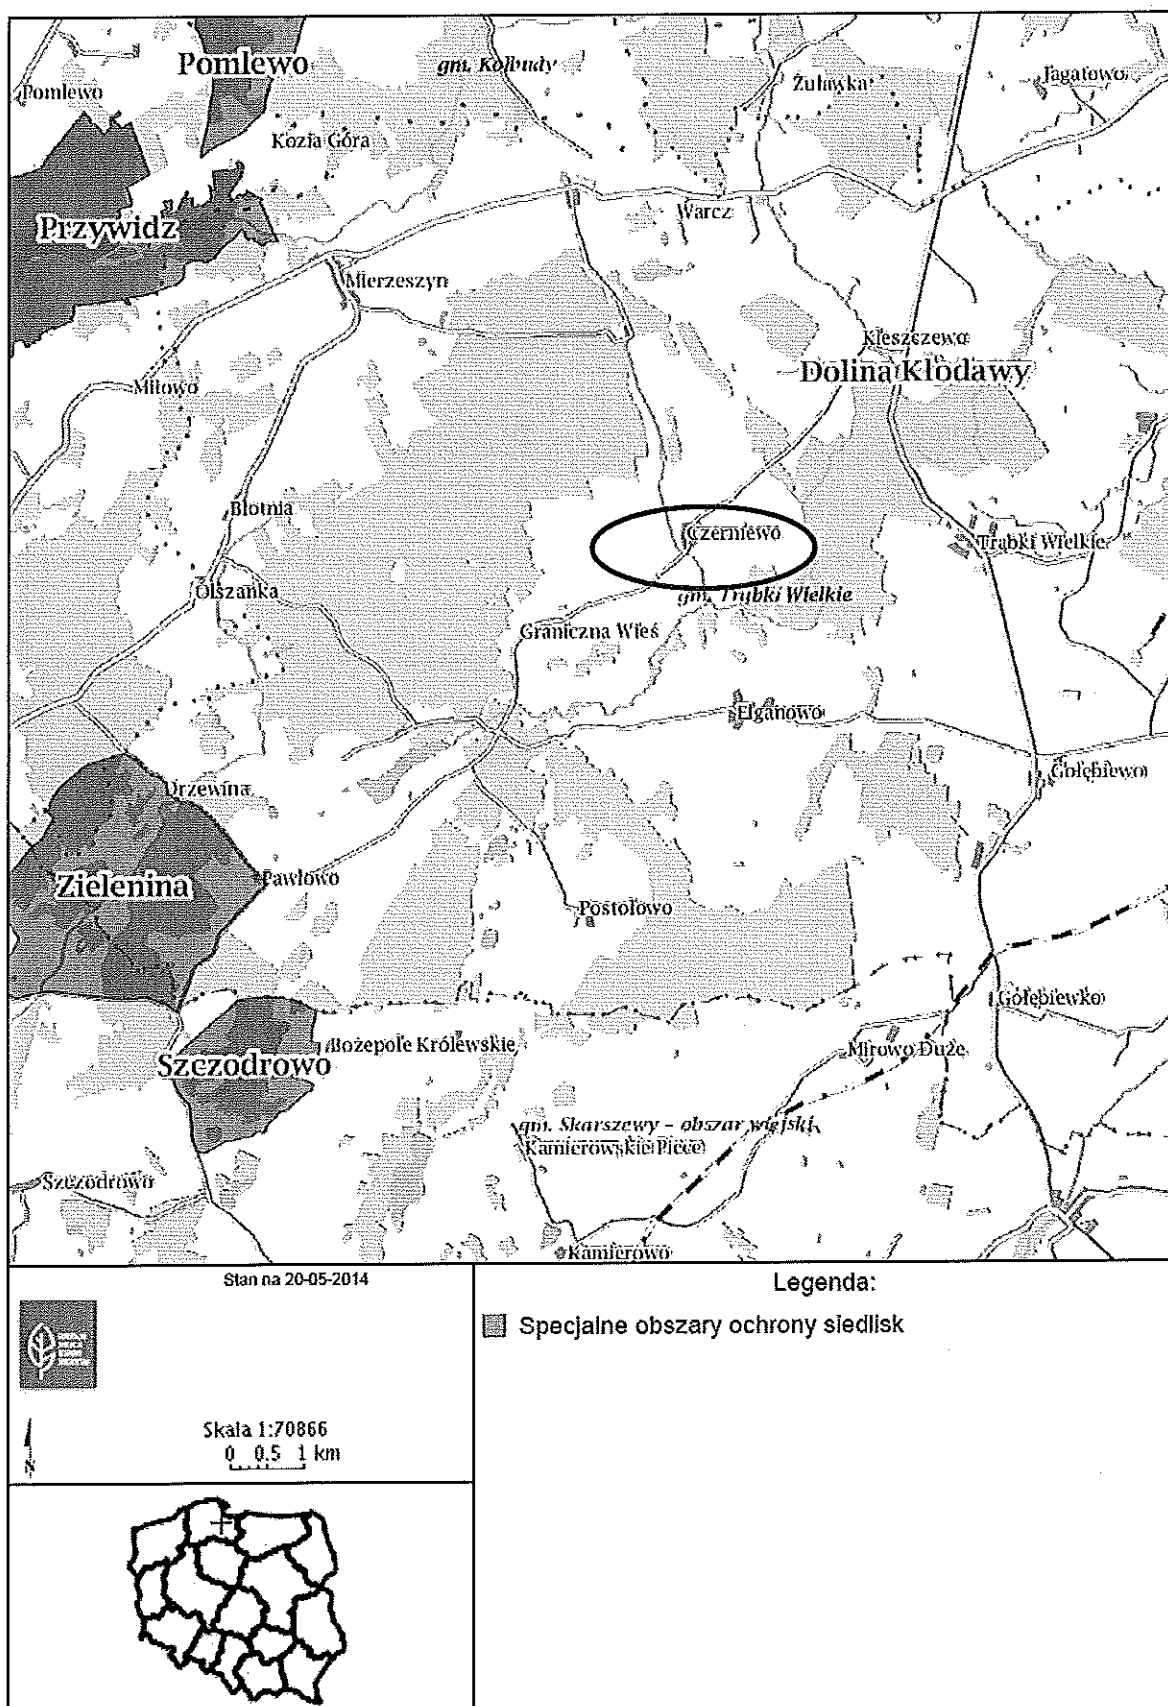 Pomlewo
gm. Kolbudy
Pomlewo
Żuławka
Jagatowo
Kozia Góra
Przywidz
Warcz
Mierzeszyn
Kleszczewo
Dolina Kłodawy
Miłowo
Błotnia
Czerniewo
Trąbki Wielkie
Olszanka
gm. Trąbki Wielkie
Graniczna Wieś
Ełganowo
Gołębiewo
Drzewina
Zielenina
Pawłowo
Postołowo
Gołębiewko
Bożepole Królewskie
Mirowo Duże
Szczodrowo
gm. Skarszewy - obszar wiejski
Kamierowskie Piece
Szczodrowo
Kamierowo
Stan na 20-05-2014
Legenda:
Specjalne obszary ochrony siedlisk
Skala 1:70866
0 0.5 1 km
N